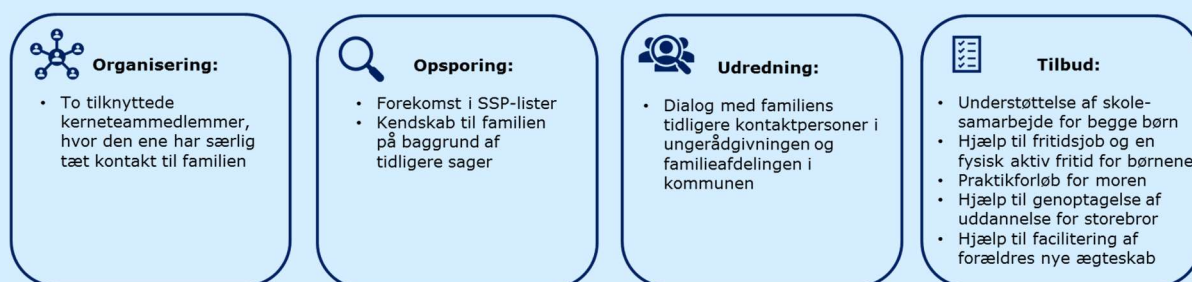 Organisering:
• To tilknyttede
kerneteammedlemmer,
hvor den ene har særlig
tæt kontakt til familien
Opsporing:
• Forekomst i SSP-lister
• Kendskab til familien
på baggrund af
tidligere sager
Udredning:
• Dialog med familiens
tidligere kontaktpersoner i
ungerådgivningen og
familieafdelingen i
kommunen
Tilbud:
• Understøttelse af skole-
samarbejde for begge børn
• Hjælp til fritidsjob og en
fysisk aktiv fritid for børnene
• Praktikforløb for moren
• Hjælp til genoptagelse af
uddannelse for storebror
• Hjælp til facilitering af
forældres nye ægteskab